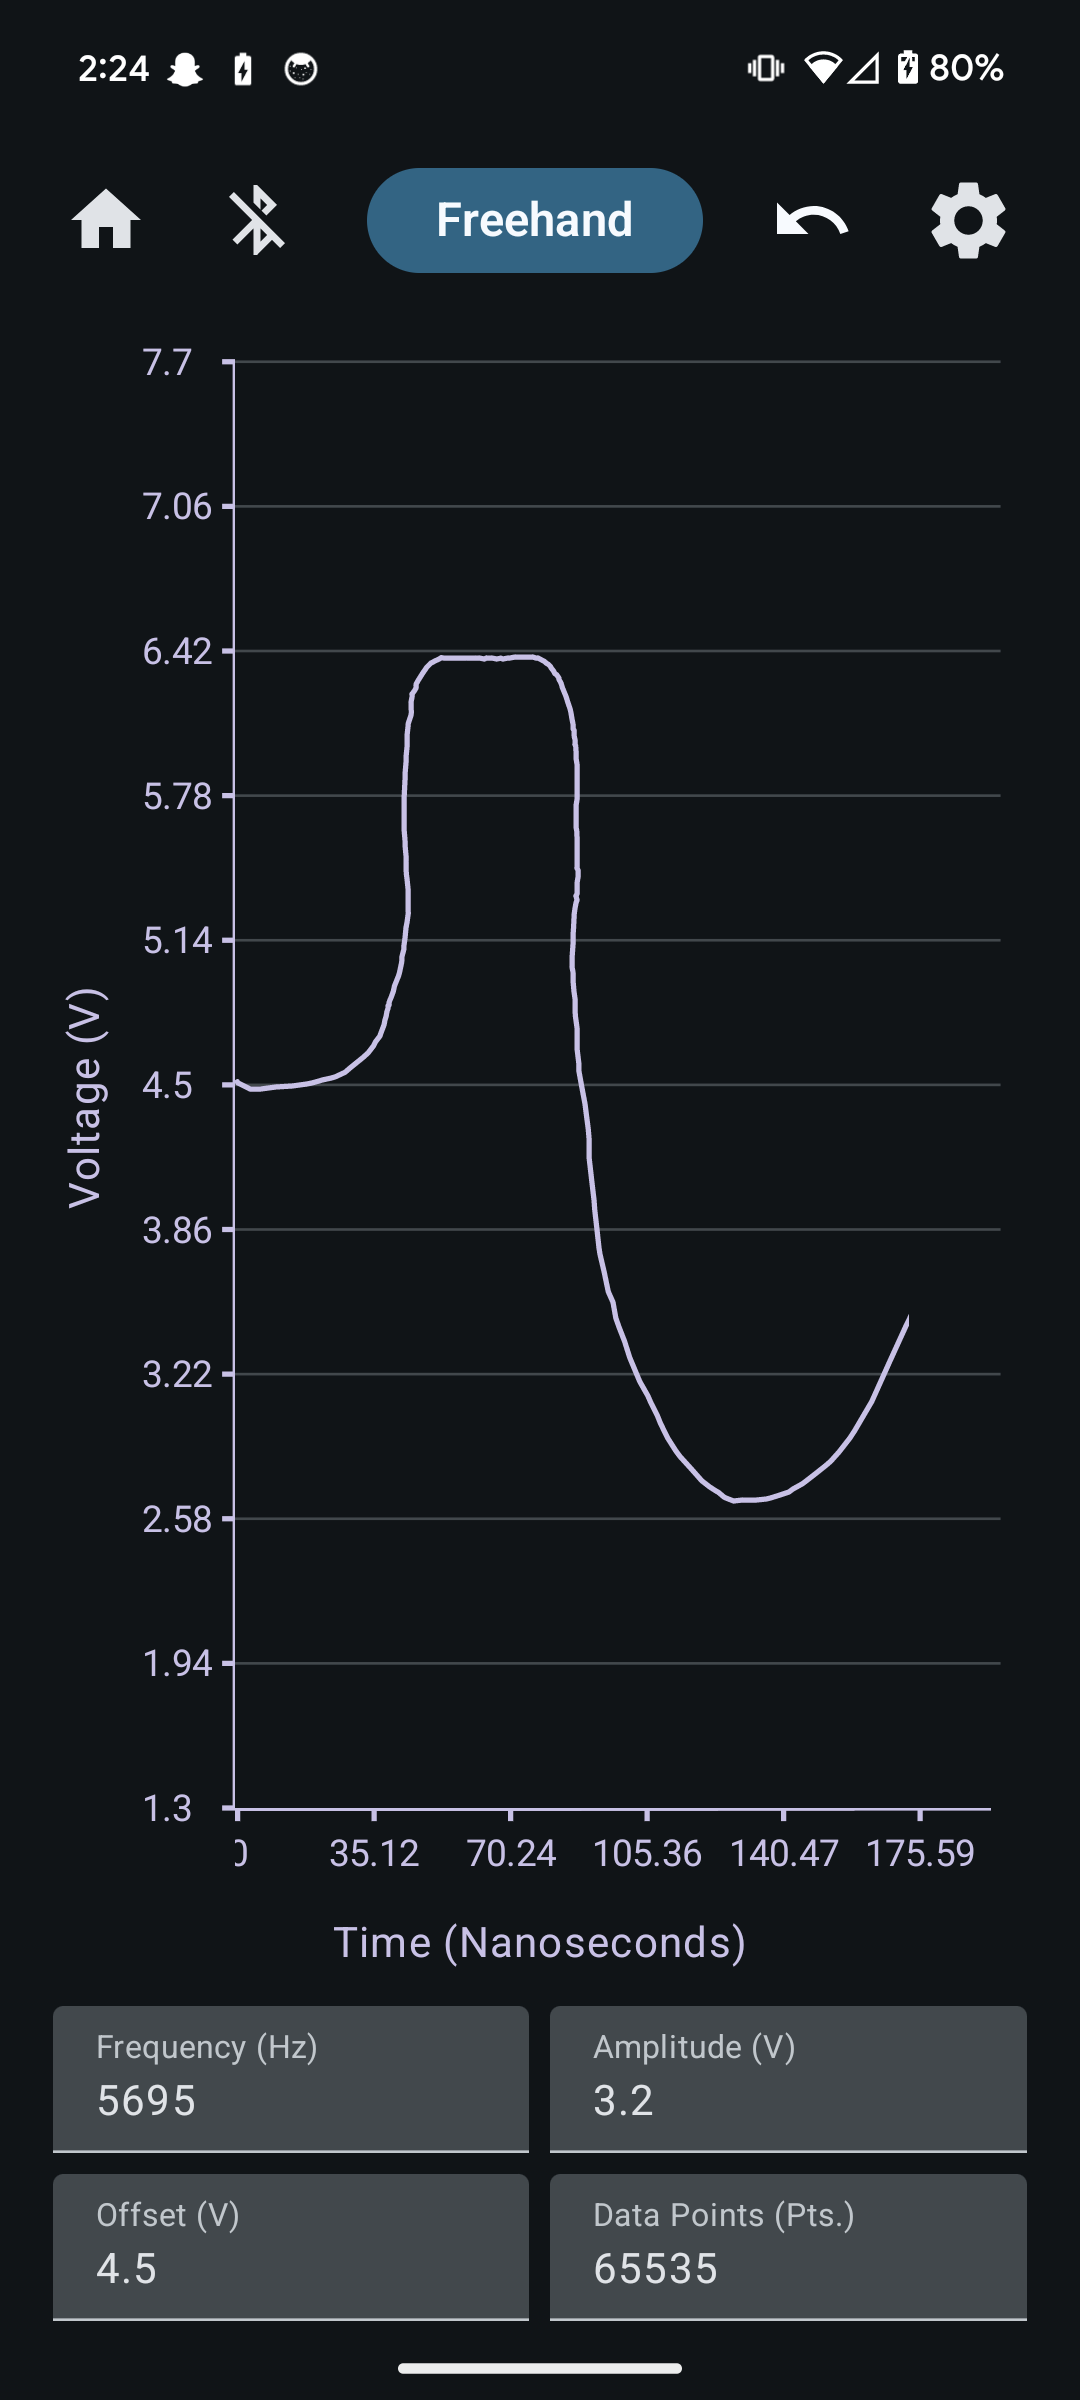 2:24 80%
Freehand
7.7
7.06
6.42
5.78
5.14
4.5
3.86
3.22
2.58
1.94
1.3
Voltage (V)
0 35.12 70.24 105.36 140.47 175.59
Time (Nanoseconds)
Frequency (Hz) Amplitude (V)
5695 3.2
Offset (V) Data Points (Pts.)
4.5 65535